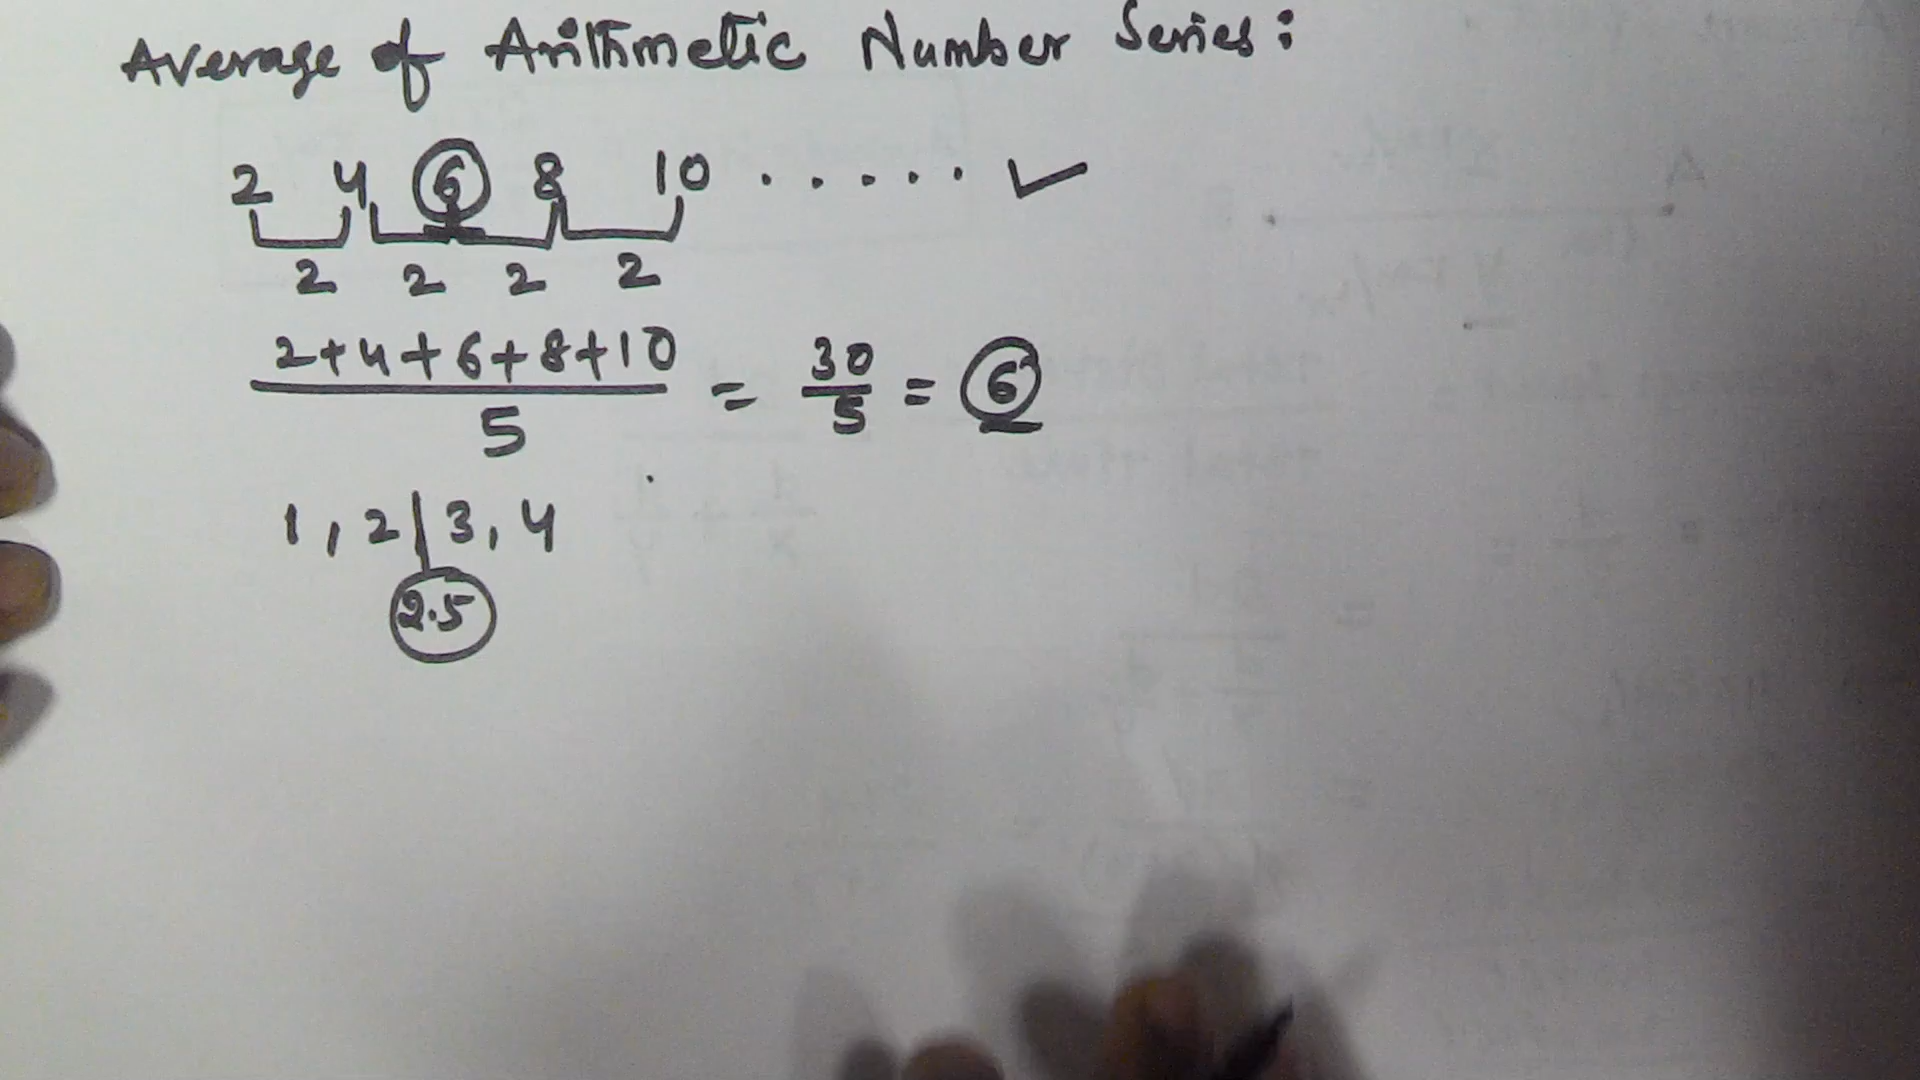 Average of Arithmetic Number Series:
2 4 6 8 10 . . . . . . ✓
2 2 2 2
2+4+6+8+10 / 5 = 30/5 = 6
1, 2 | 3, 4
2.5